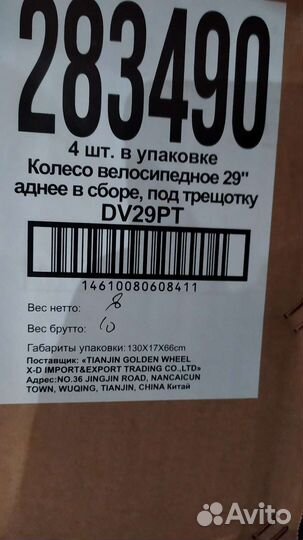 283490
4 шт. в упаковке
Колесо велосипедное 29"
аднее в сборе, под трещотку
DV29PT
14610080608411
Вес нетто: 8
Вес брутто: 10
Габариты упаковки: 130X17X66cm
Поставщик: «TIANJIN GOLDEN WHEEL
X-D IMPORT&EXPORT TRADING CO.,LTD»
Адрес:NO.36 JINGJIN ROAD, NANCAICUN
TOWN, WUQING, TIANJIN, CHINA Китай
Avito